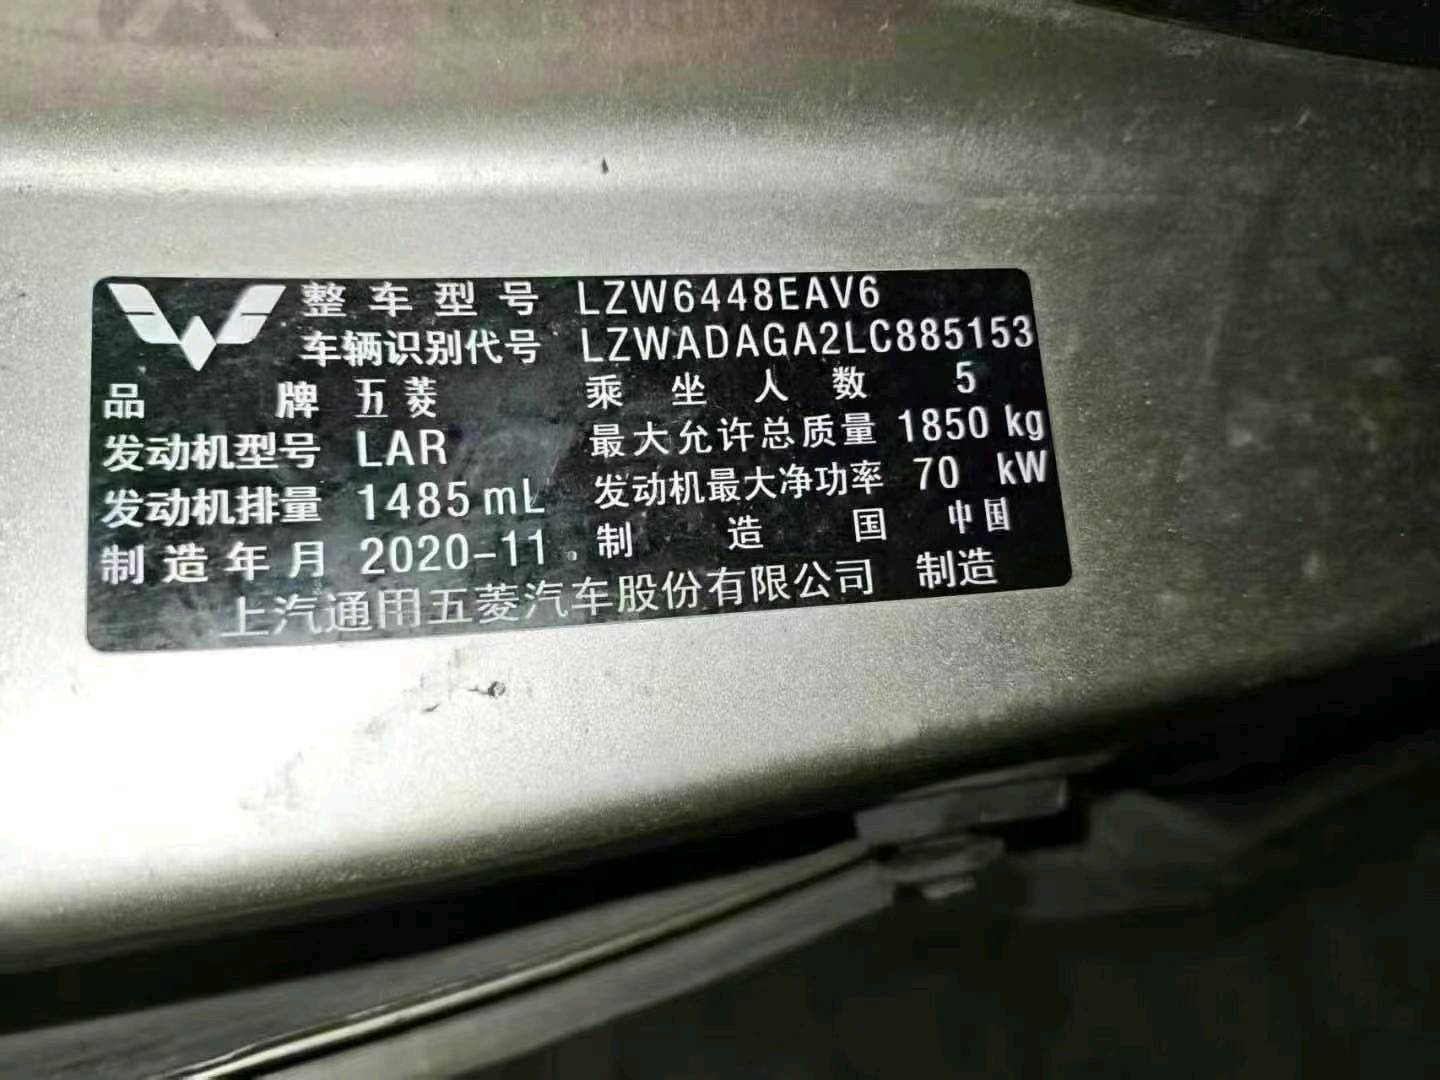 整车型号 LZW6448EAV6
车辆识别代号 LZWADAGA2LC885153
品牌 五菱 乘坐人数 5
发动机型号 LAR 最大允许总质量 1850 kg
发动机排量 1485 mL 发动机最大净功率 70 kW
制造年月 2020-11 制造国 中国
上汽通用五菱汽车股份有限公司 制造